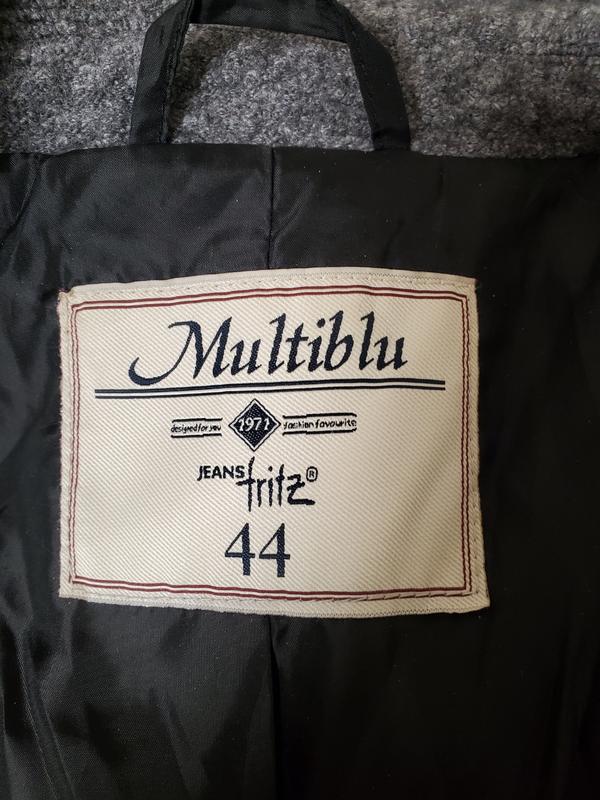 Multiblu
designed for you 1971 fashion favourite
JEANS fritz®
44